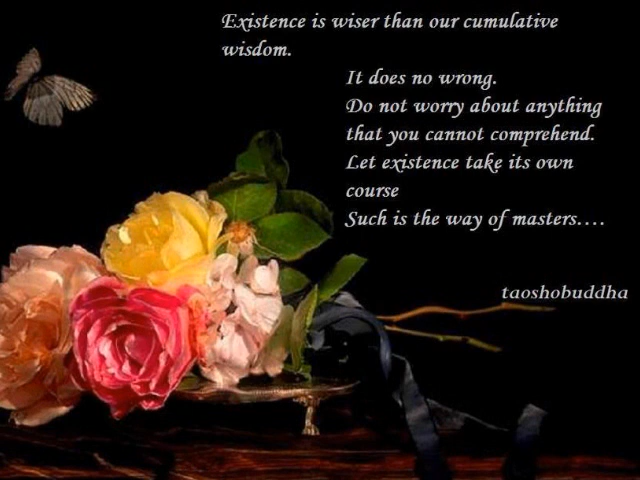 Existence is wiser than our cumulative
wisdom.
It does no wrong.
Do not worry about anything
that you cannot comprehend.
Let existence take its own
course
Such is the way of masters....
taoshobuddha